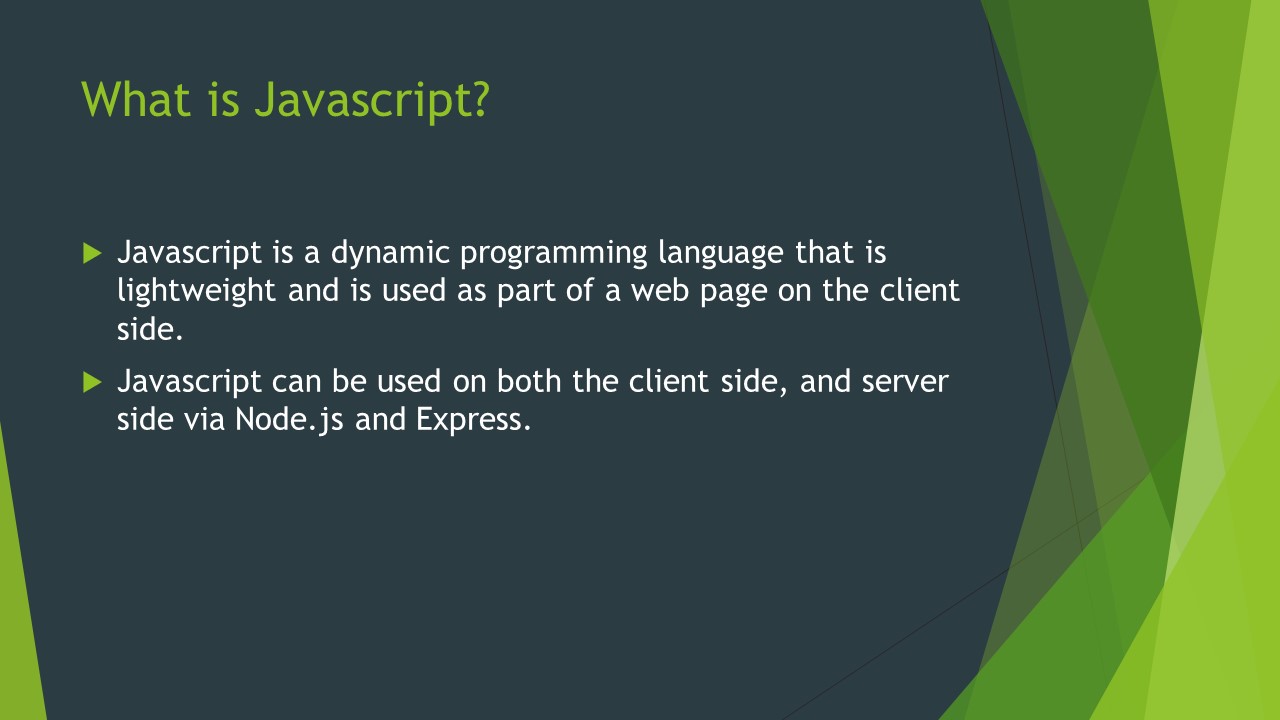 What is Javascript?
Javascript is a dynamic programming language that is
lightweight and is used as part of a web page on the client
side.
Javascript can be used on both the client side, and server
side via Node.js and Express.